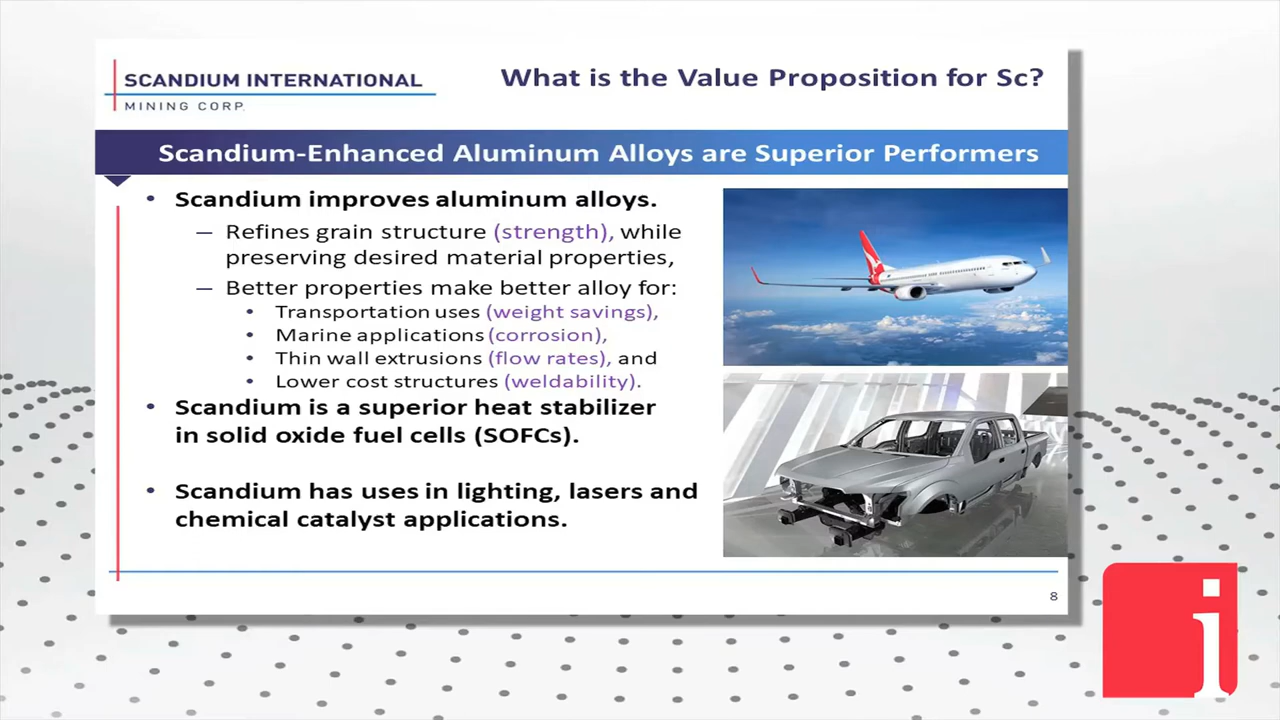 SCANDIUM INTERNATIONAL
MINING CORP.
What is the Value Proposition for Sc?
Scandium-Enhanced Aluminum Alloys are Superior Performers
• Scandium improves aluminum alloys.
– Refines grain structure (strength), while
preserving desired material properties,
– Better properties make better alloy for:
• Transportation uses (weight savings),
• Marine applications (corrosion),
• Thin wall extrusions (flow rates), and
• Lower cost structures (weldability).
• Scandium is a superior heat stabilizer
in solid oxide fuel cells (SOFCs).
• Scandium has uses in lighting, lasers and
chemical catalyst applications.
8
i